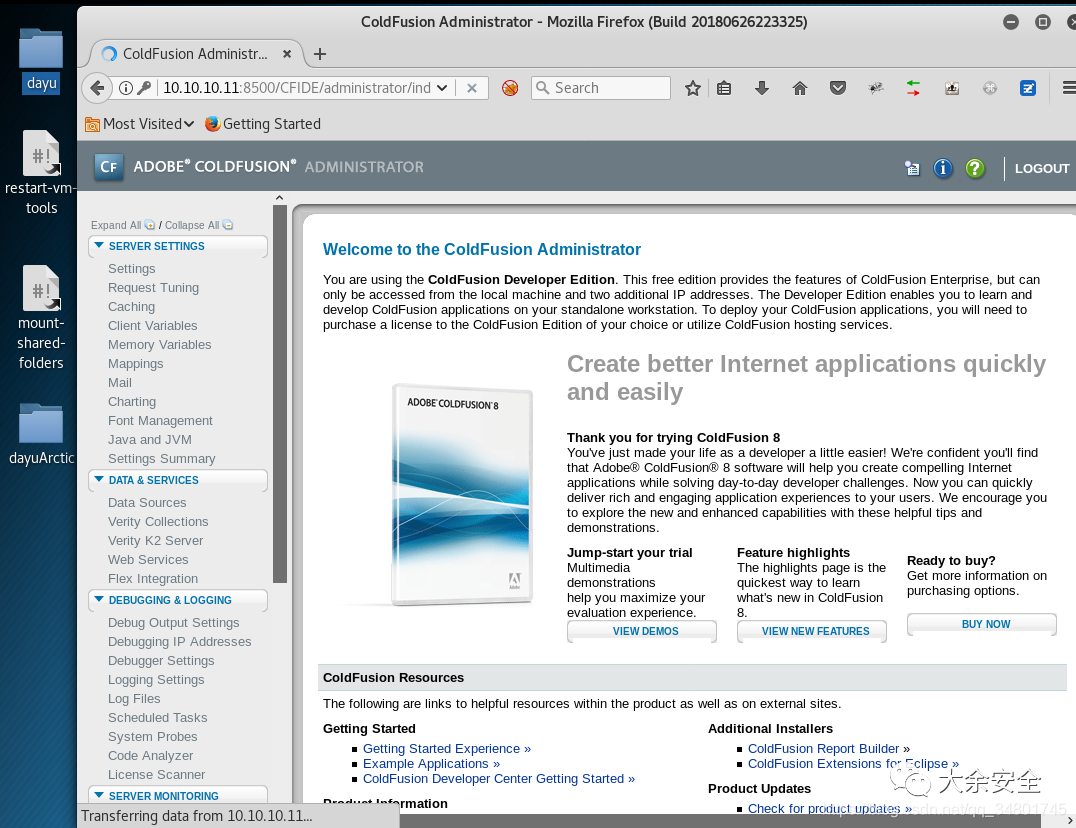 ColdFusion Administrator - Mozilla Firefox (Build 20180626223325)
ColdFusion Administr...
10.10.10.11:8500/CFIDE/administrator/ind
Search
Most Visited
Getting Started
dayu
restart-vm-
tools
mount-
shared-
folders
dayuArctic
CF
ADOBE® COLDFUSION® ADMINISTRATOR
LOGOUT
Expand All / Collapse All
SERVER SETTINGS
Settings
Request Tuning
Caching
Client Variables
Memory Variables
Mappings
Mail
Charting
Font Management
Java and JVM
Settings Summary
DATA & SERVICES
Data Sources
Verity Collections
Verity K2 Server
Web Services
Flex Integration
DEBUGGING & LOGGING
Debug Output Settings
Debugging IP Addresses
Debugger Settings
Logging Settings
Log Files
Scheduled Tasks
System Probes
Code Analyzer
License Scanner
SERVER MONITORING
Transferring data from 10.10.10.11...
Welcome to the ColdFusion Administrator
You are using the ColdFusion Developer Edition. This free edition provides the features of ColdFusion Enterprise, but can
only be accessed from the local machine and two additional IP addresses. The Developer Edition enables you to learn and
develop ColdFusion applications on your standalone workstation. To deploy your ColdFusion applications, you will need to
purchase a license to the ColdFusion Edition of your choice or utilize ColdFusion hosting services.
ADOBE® COLDFUSION® 8
Create better Internet applications quickly
and easily
Thank you for trying ColdFusion 8
You've just made your life as a developer a little easier! We're confident you'll find
that Adobe® ColdFusion® 8 software will help you create compelling Internet
applications while solving day-to-day developer challenges. Now you can quickly
deliver rich and engaging application experiences to your users. We encourage you
to explore the new and enhanced capabilities with these helpful tips and
demonstrations.
Jump-start your trial
Multimedia
demonstrations
help you maximize your
evaluation experience.
VIEW DEMOS
Feature highlights
The highlights page is the
quickest way to learn
what's new in ColdFusion
8.
VIEW NEW FEATURES
Ready to buy?
Get more information on
purchasing options.
BUY NOW
ColdFusion Resources
The following are links to helpful resources within the product as well as on external sites.
Getting Started
Getting Started Experience »
Example Applications »
ColdFusion Developer Center Getting Started »
Product Information
Additional Installers
ColdFusion Report Builder »
ColdFusion Extensions for Eclipse »
Product Updates
Check for product updates »
大余安全